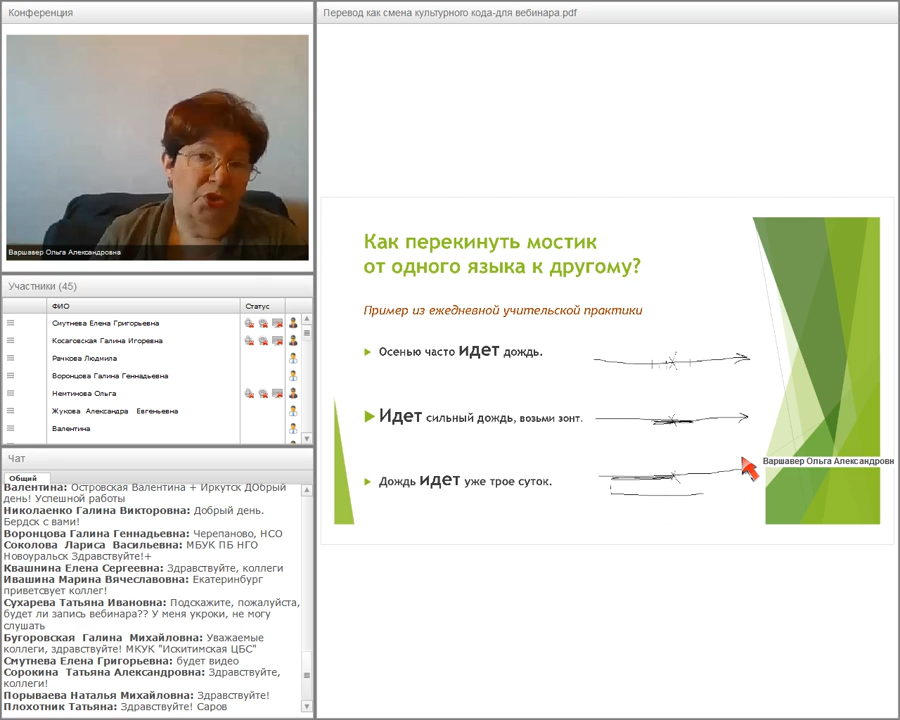 Конференция
Варшавер Ольга Александровна
Участники (45)
ФИО Статус
Смутнева Елена Григорьевна
Косаговская Галина Игоревна
Рачкова Людмила
Воронцова Галина Геннадьевна
Немтинова Ольга
Жукова Александра Евгеньевна
Валентина
Чат
Общий
Валентина: Островская Валентина + Иркутск ДОбрый
день! Успешной работы
Николаенко Галина Викторовна: Добрый день.
Бердск с вами!
Воронцова Галина Геннадьевна: Черепаново, НСО
Соколова Лариса Васильевна: МБУК ПБ НГО
Новоуральск Здравствуйте!+
Квашнина Елена Сергеевна: Здравствуйте, коллеги
Ивашина Марина Вячеславовна: Екатеринбург
приветсвует коллег!
Сухарева Татьяна Ивановна: Подскажите, пожалуйста,
будет ли запись вебинара?? У меня укроки, не могу
слушать
Бугоровская Галина Михайловна: Уважаемые
коллеги, здравствуйте! МКУК "Искитимская ЦБС"
Смутнева Елена Григорьевна: будет видео
Сорокина Татьяна Александровна: Здравствуйте,
коллеги!
Порываева Наталья Михайловна: Здравствуйте!
Плохотник Татьяна: Здравствуйте! Саров
Перевод как смена культурного кода-для вебинара.pdf
Как перекинуть мостик
от одного языка к другому?
Пример из ежедневной учительской практики
Осенью часто идет дождь.
Идет сильный дождь, возьми зонт.
Варшавер Ольга Александровн
Дождь идет уже трое суток.